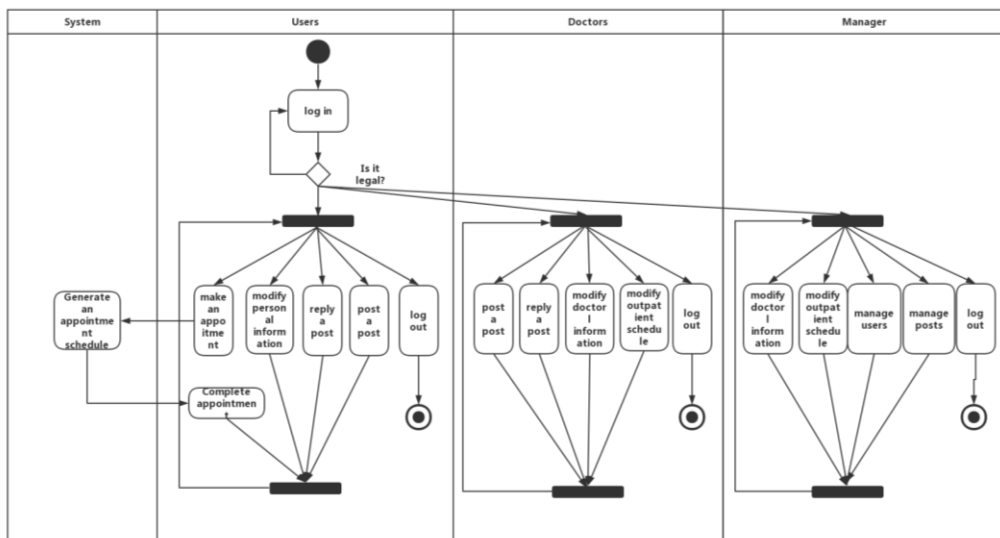 System
Users
Doctors
Manager
log in
Is it
legal?
Generate
an
appointme
nt
schedule
make
an
appo
itme
nt
modify
person
al
inform
ation
reply
a
post
post
a
post
log
out
Complete
appointmen
t
post
a
post
reply
a
post
modify
doctor
l
inform
ation
modify
outpat
ient
schedu
le
log
out
modify
doctor
l
inform
ation
modify
outpat
ient
schedu
le
manage
users
manage
posts
log
out